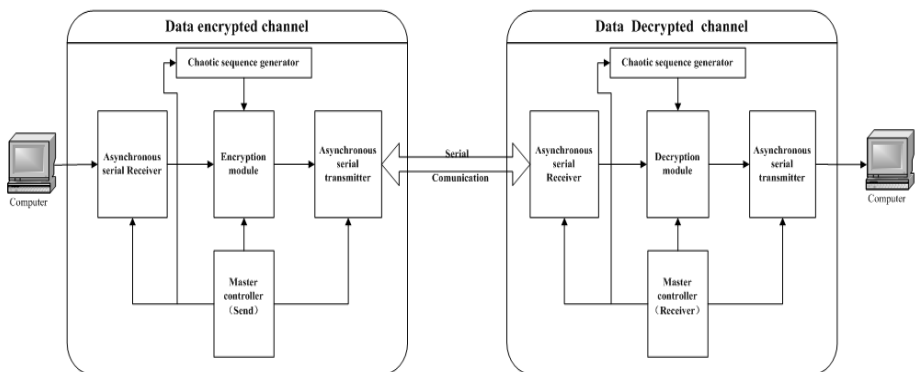 Data encrypted channel
Chaotic sequence generator
Computer
Asynchronous
serial Receiver
Encryption
module
Asynchronous
serial
transmitter
Master
controller
（Send）
Serial
Comunication
Data Decrypted channel
Chaotic sequence generator
Asynchronous
serial
Receiver
Decryption
module
Asynchronous
serial
transmitter
Master
controller
（Receiver）
Computer